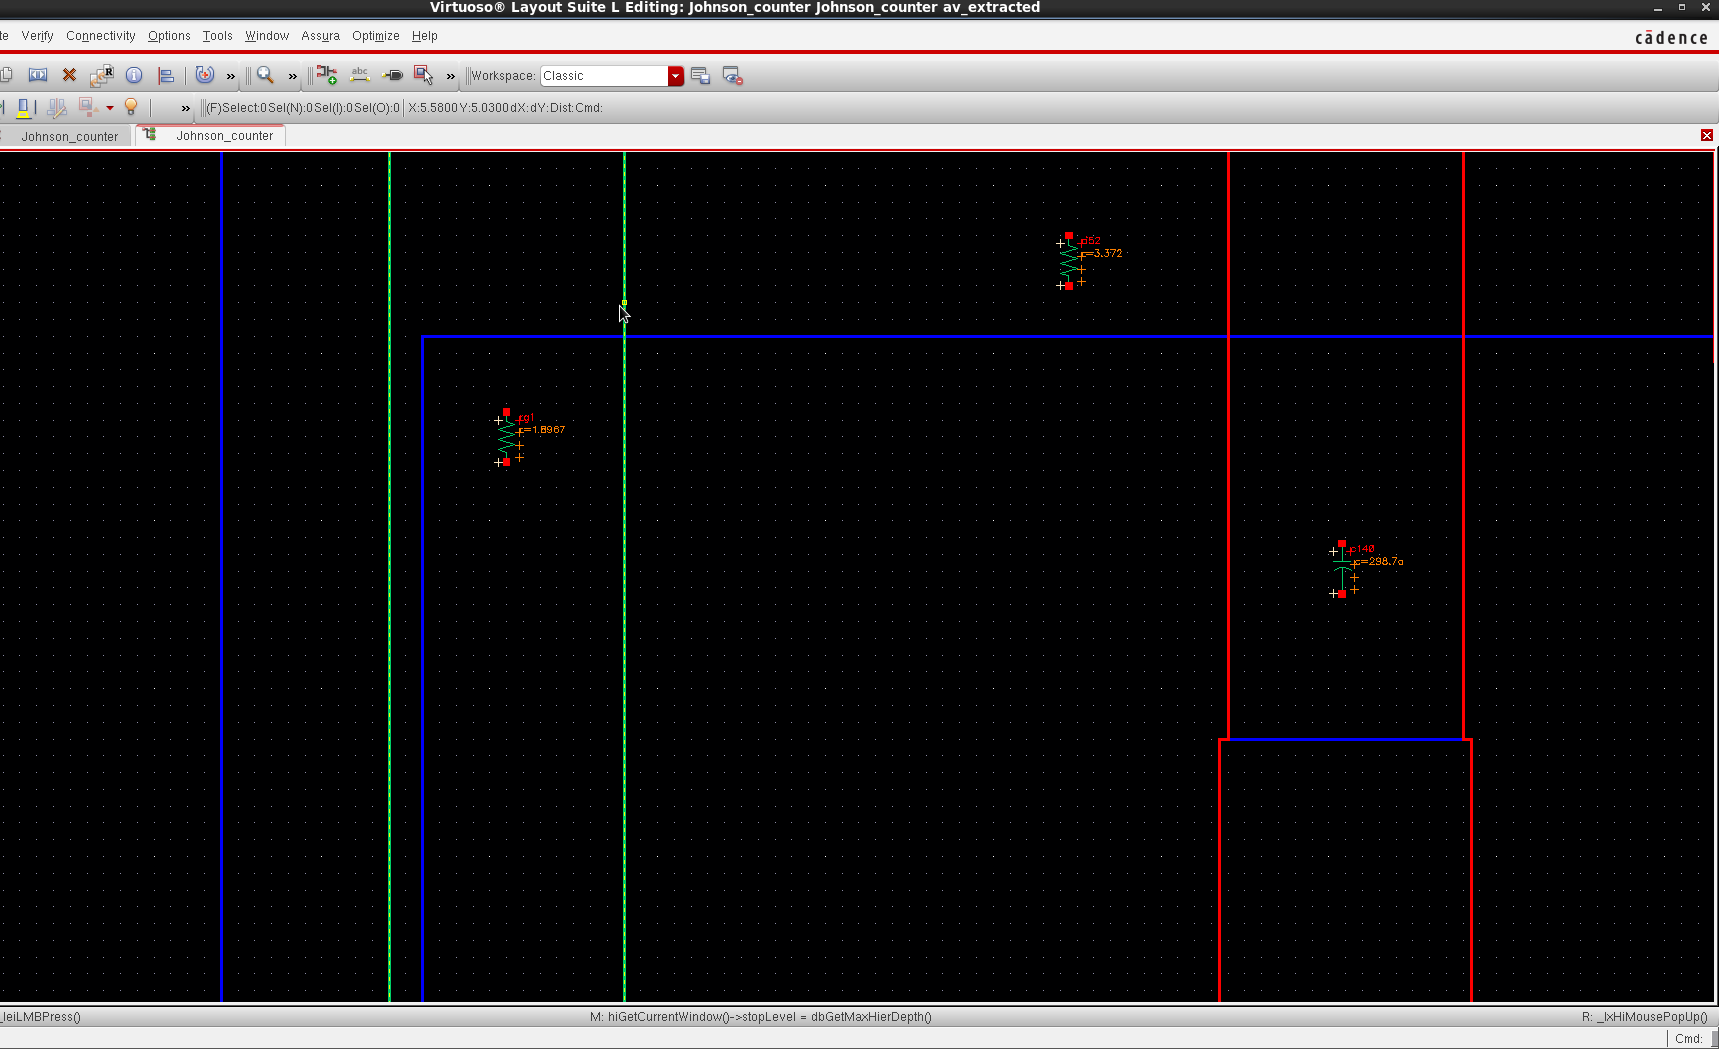 Virtuoso® Layout Suite L Editing: Johnson_counter Johnson_counter av_extracted
te Verify Connectivity Options Tools Window Assura Optimize Help
cādence
R abc Workspace: Classic
(F)Select:0 Sel(N):0 Sel(I):0 Sel(O):0 X:5.5800 Y:5.0300 dX: dY: Dist: Cmd:
Johnson_counter Johnson_counter
r=3.372
r=1.8967
c140
c=298.7a
_leiLMBPress() M: hiGetCurrentWindow()->stopLevel = dbGetMaxHierDepth() R: _lxHiMousePopUp()
Cmd: